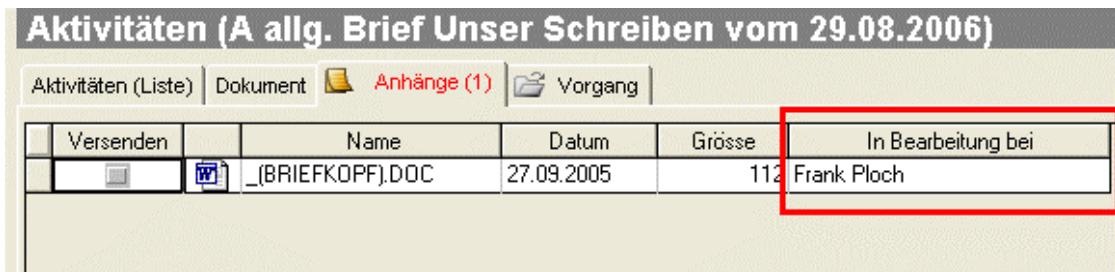 Aktivitäten (A allg. Brief Unser Schreiben vom 29.08.2006)
Aktivitäten (Liste) Dokument Anhänge (1) Vorgang
Versenden Name Datum Grösse In Bearbeitung bei
_(BRIEFKOPF).DOC 27.09.2005 112 Frank Ploch